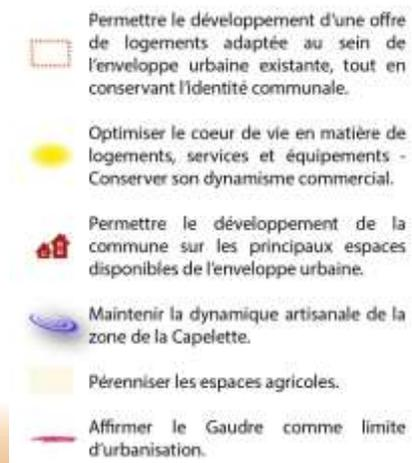 Permettre le développement d'une offre
de logements adaptée au sein de
l'enveloppe urbaine existante, tout en
conservant l'identité communale.
Optimiser le coeur de vie en matière de
logements, services et équipements -
Conserver son dynamisme commercial.
Permettre le développement de la
commune sur les principaux espaces
disponibles de l'enveloppe urbaine.
Maintenir la dynamique artisanale de la
zone de la Capelette.
Pérenniser les espaces agricoles.
Affirmer le Gaudre comme limite
d'urbanisation.